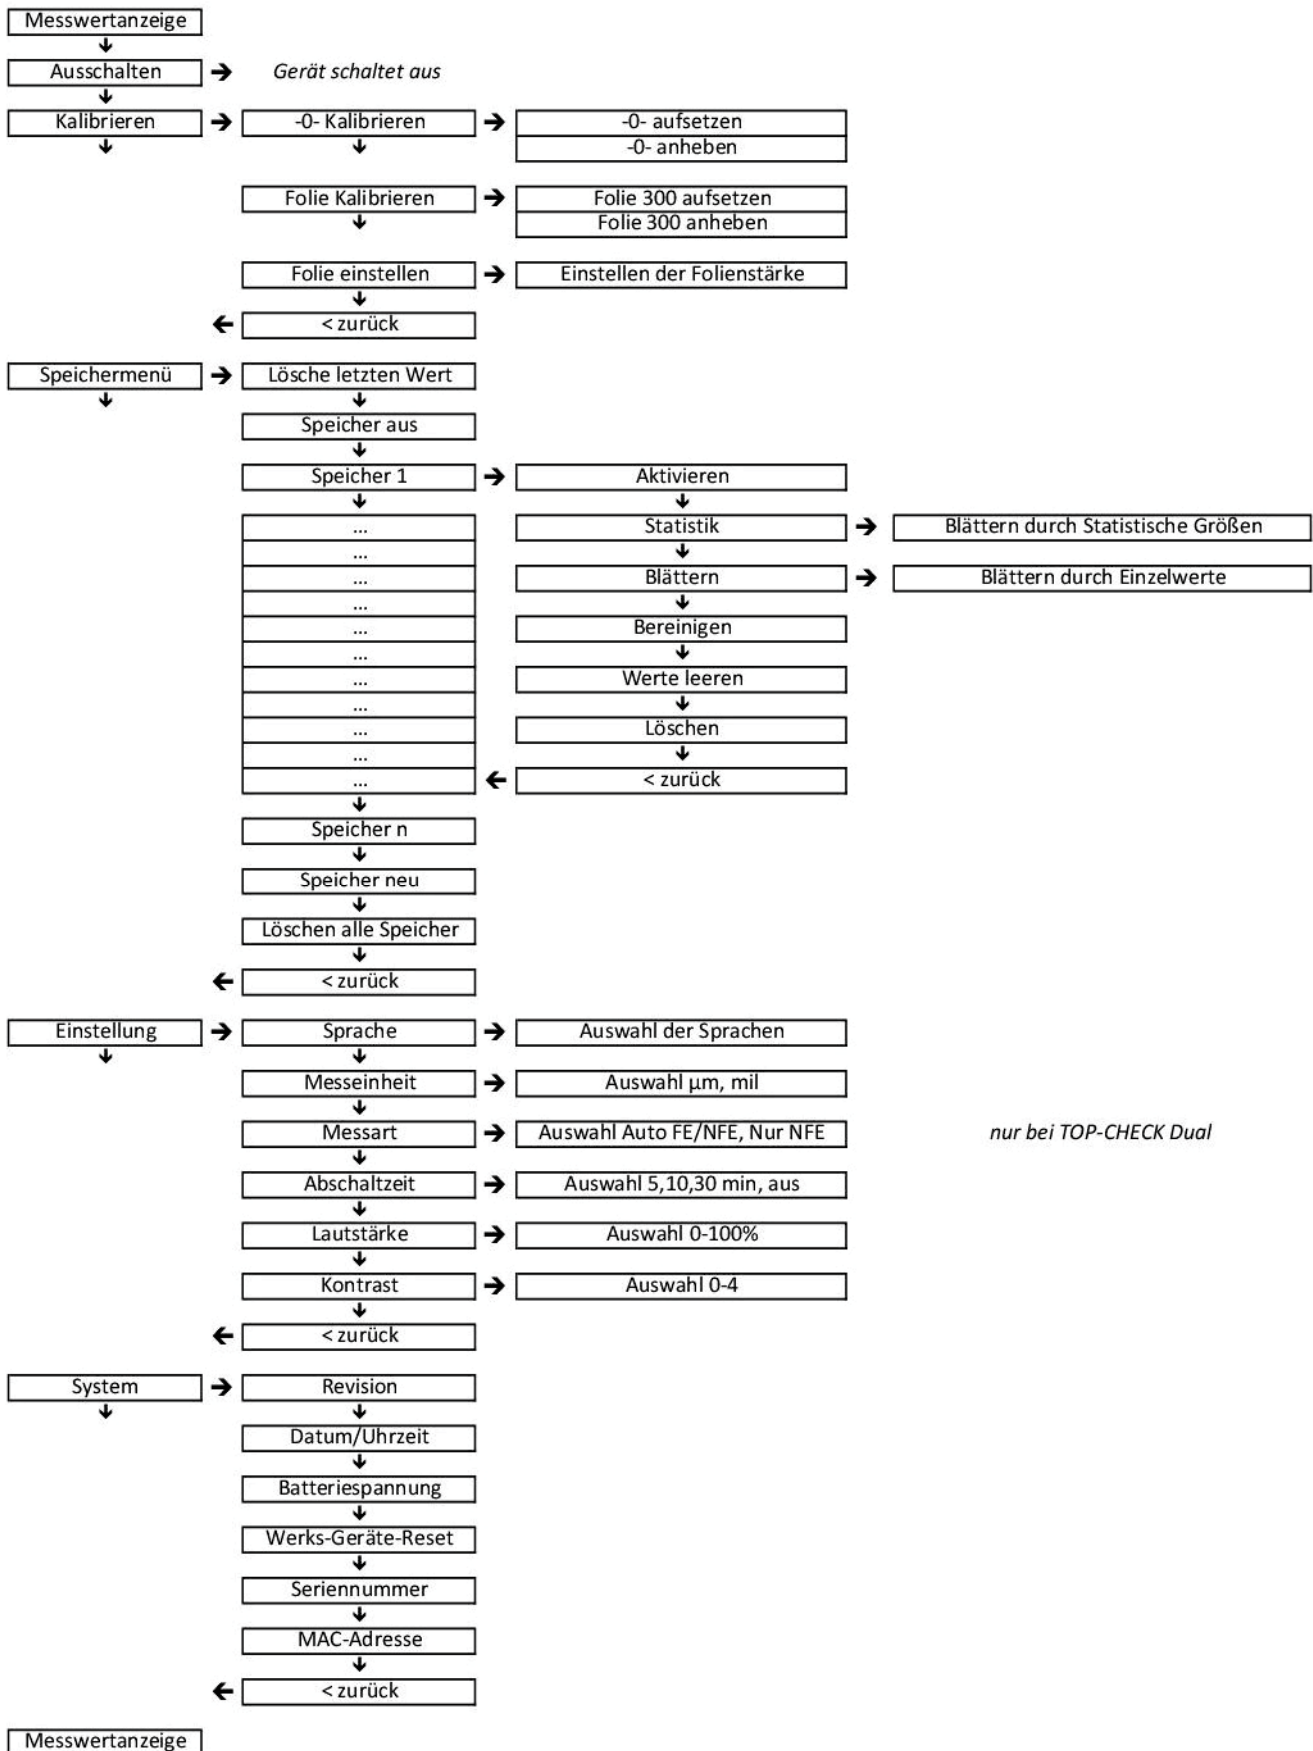 Messwertanzeige
Ausschalten Gerät schaltet aus
Kalibrieren -0- Kalibrieren -0- aufsetzen
-0- anheben
Folie Kalibrieren Folie 300 aufsetzen
Folie 300 anheben
Folie einstellen Einstellen der Folienstärke
< zurück
Speichermenü Lösche letzten Wert
Speicher aus
Speicher 1 Aktivieren
... Statistik Blättern durch Statistische Größen
...
... Blättern Blättern durch Einzelwerte
...
... Bereinigen
...
... Werte leeren
...
... Löschen
...
... < zurück
Speicher n
Speicher neu
Löschen alle Speicher
< zurück
Einstellung Sprache Auswahl der Sprachen
Messeinheit Auswahl µm, mil
Messart Auswahl Auto FE/NFE, Nur NFE nur bei TOP-CHECK Dual
Abschaltzeit Auswahl 5,10,30 min, aus
Lautstärke Auswahl 0-100%
Kontrast Auswahl 0-4
< zurück
System Revision
Datum/Uhrzeit
Batteriespannung
Werks-Geräte-Reset
Seriennummer
MAC-Adresse
< zurück
Messwertanzeige